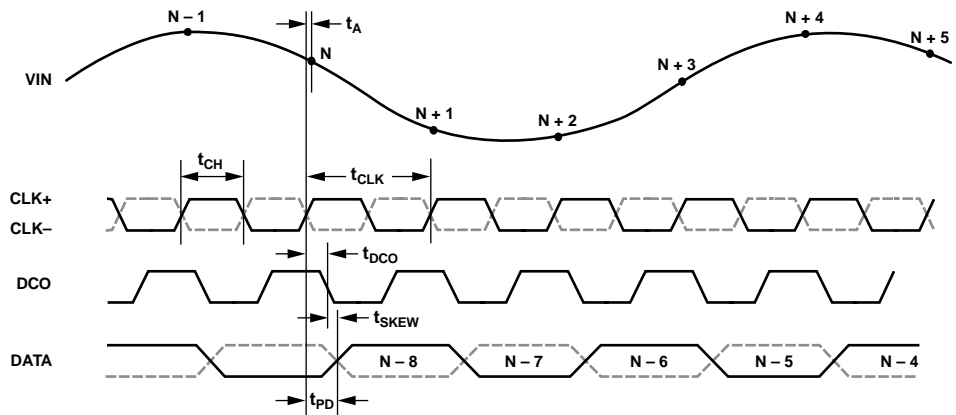 N – 1
tA
N
N + 1
N + 2
N + 3
N + 4
N + 5
VIN
tCH
tCLK
CLK+
CLK–
tDCO
DCO
tSKEW
DATA
N – 8
N – 7
N – 6
N – 5
N – 4
tPD